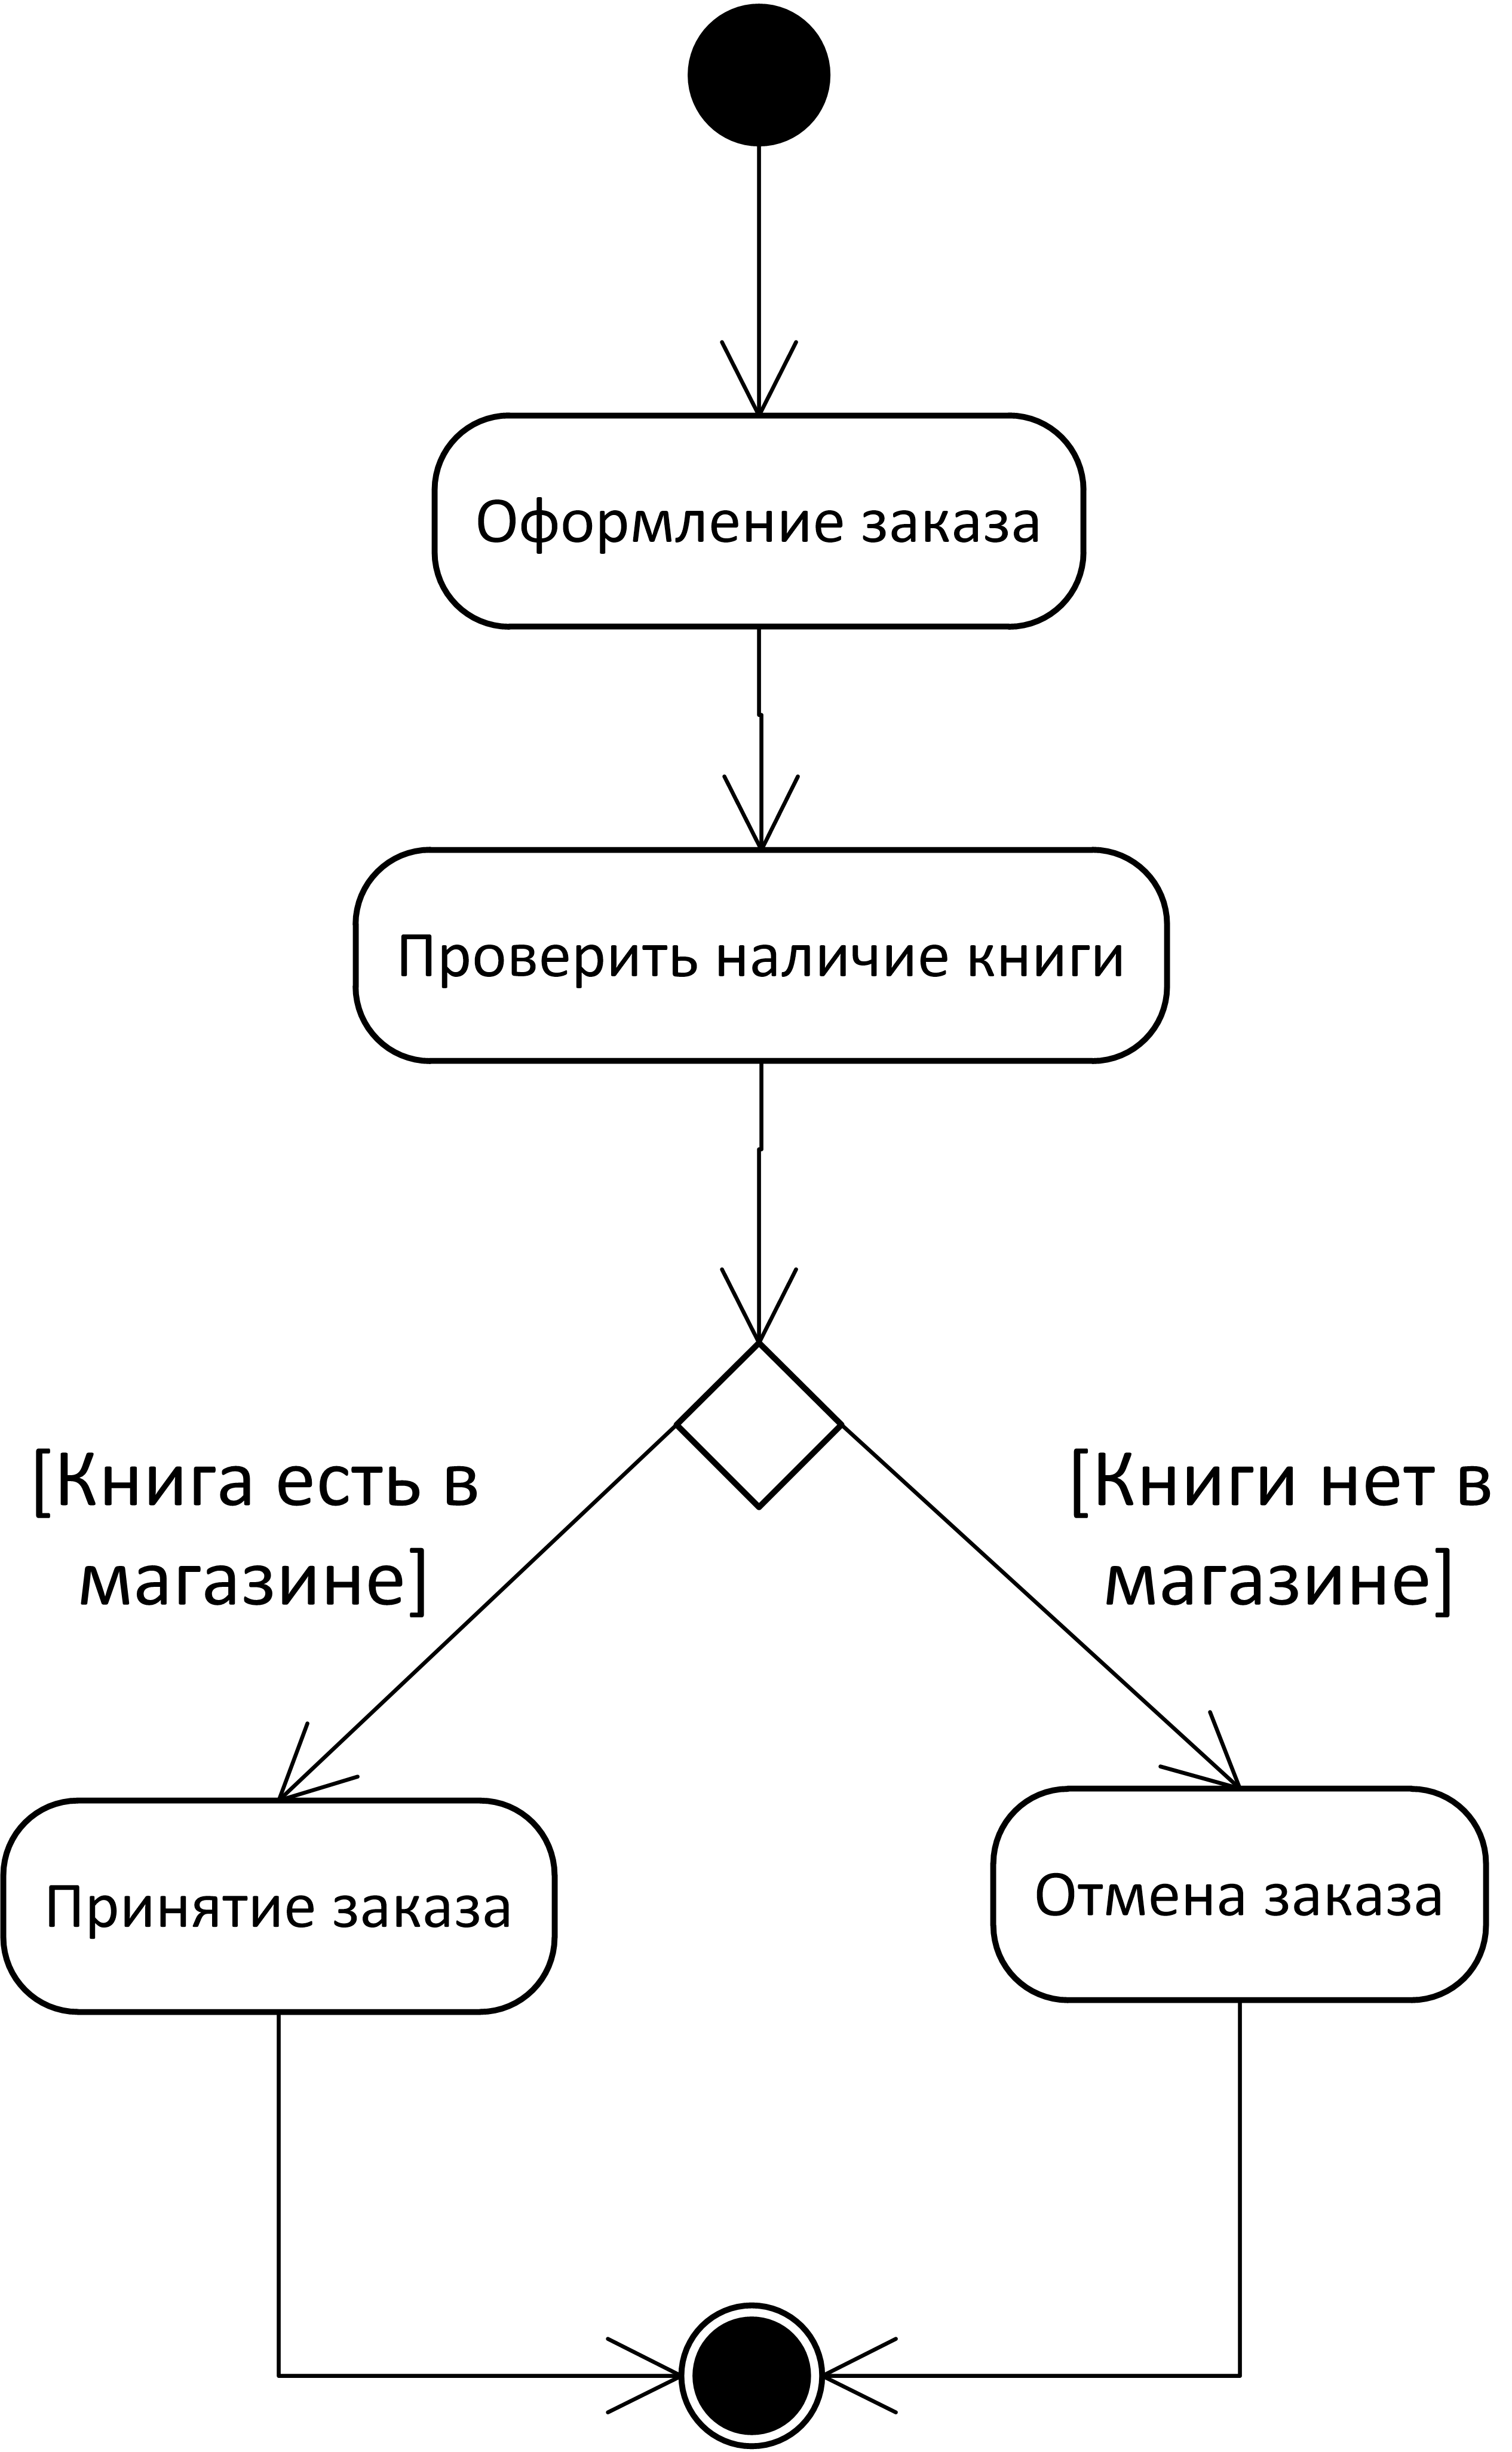 Оформление заказа
Проверить наличие книги
[Книга есть в
магазине]
[Книги нет в
магазине]
Принятие заказа
Отмена заказа